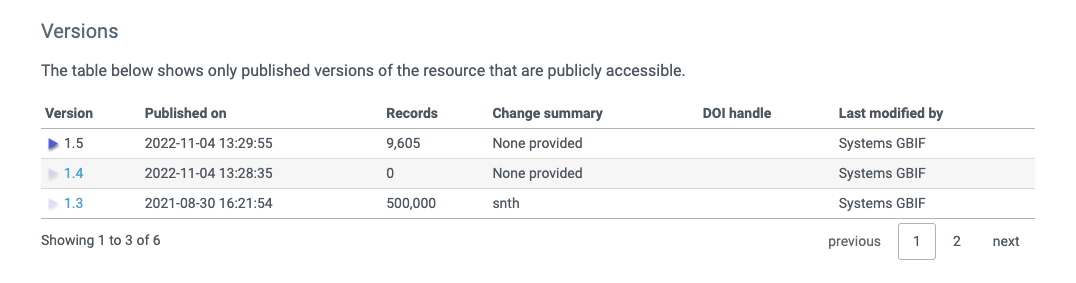 Versions
The table below shows only published versions of the resource that are publicly accessible.
Version Published on Records Change summary DOI handle Last modified by
1.5 2022-11-04 13:29:55 9,605 None provided Systems GBIF
1.4 2022-11-04 13:28:35 0 None provided Systems GBIF
1.3 2021-08-30 16:21:54 500,000 snth Systems GBIF
Showing 1 to 3 of 6 previous 1 2 next